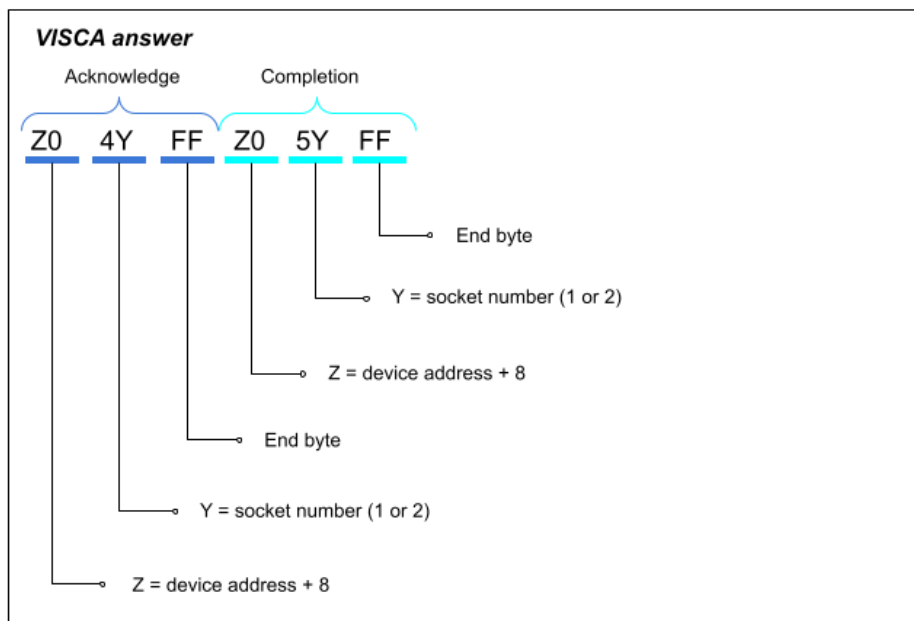 VISCA answer
Acknowledge Completion
Z0 4Y FF Z0 5Y FF
End byte
Y = socket number (1 or 2)
Z = device address + 8
End byte
Y = socket number (1 or 2)
Z = device address + 8